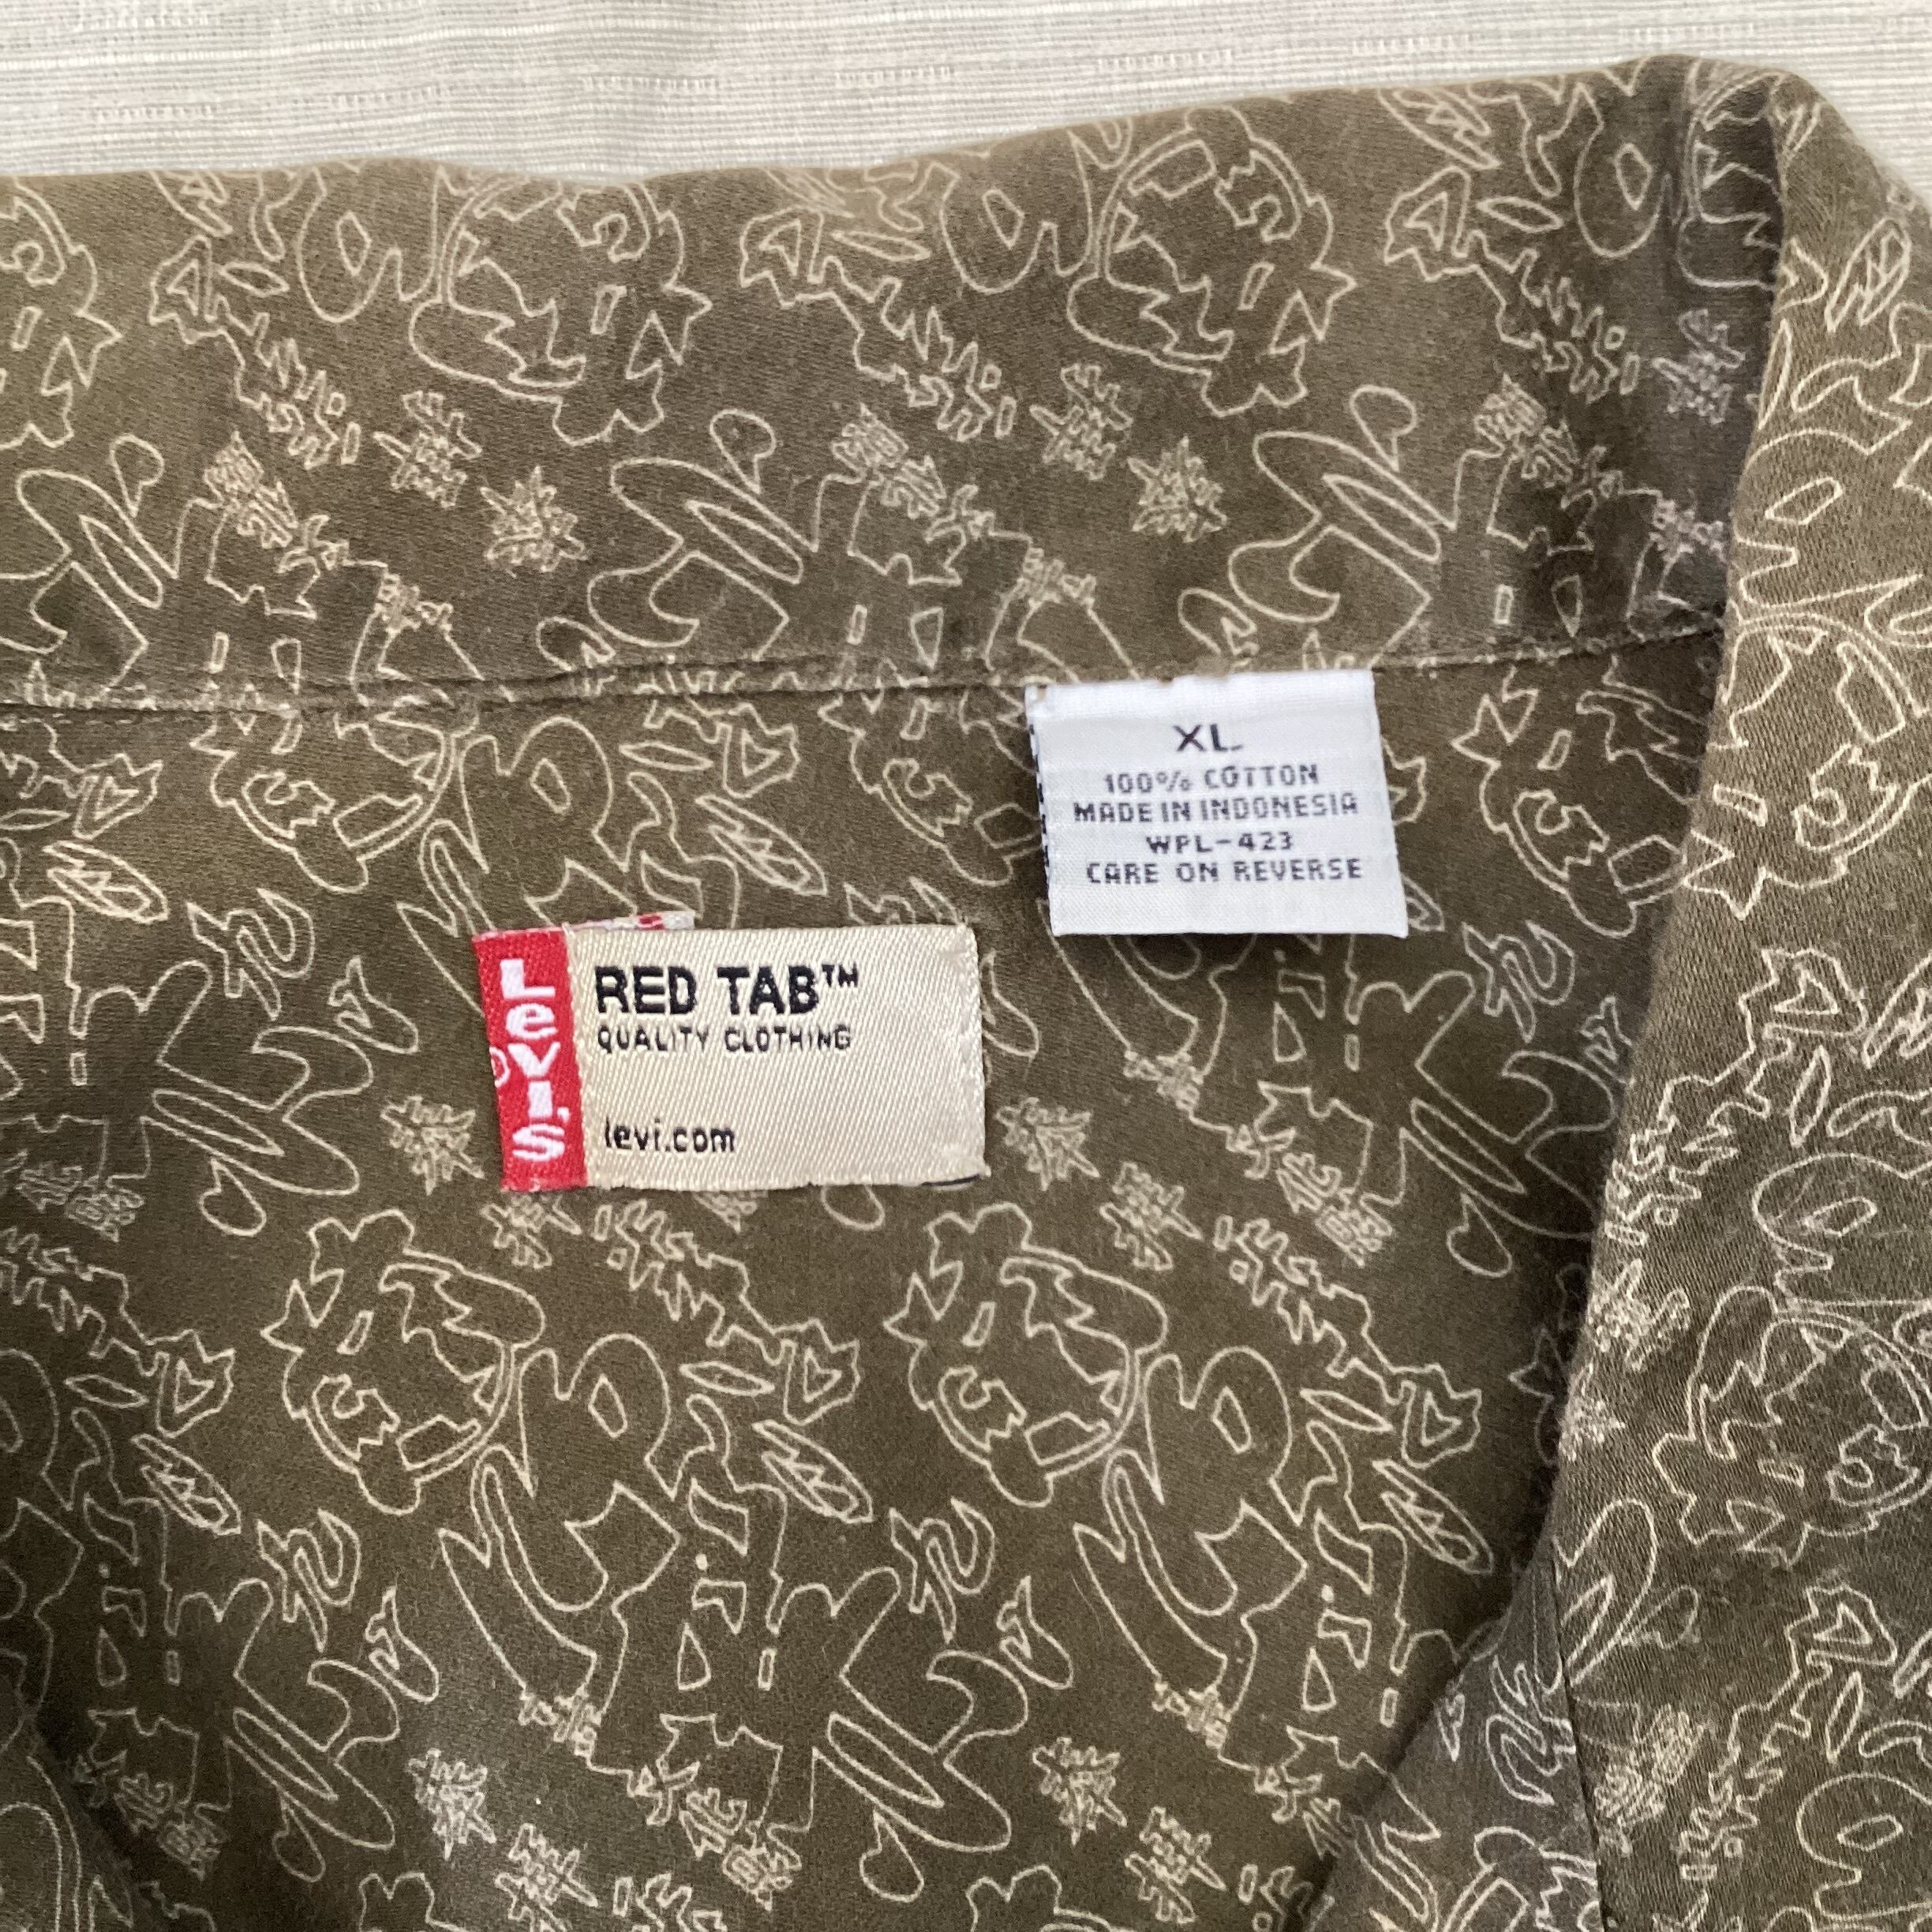 XL
100% COTTON
MADE IN INDONESIA
WPL-423
CARE ON REVERSE
Levi's®
RED TAB™
QUALITY CLOTHING
levi.com